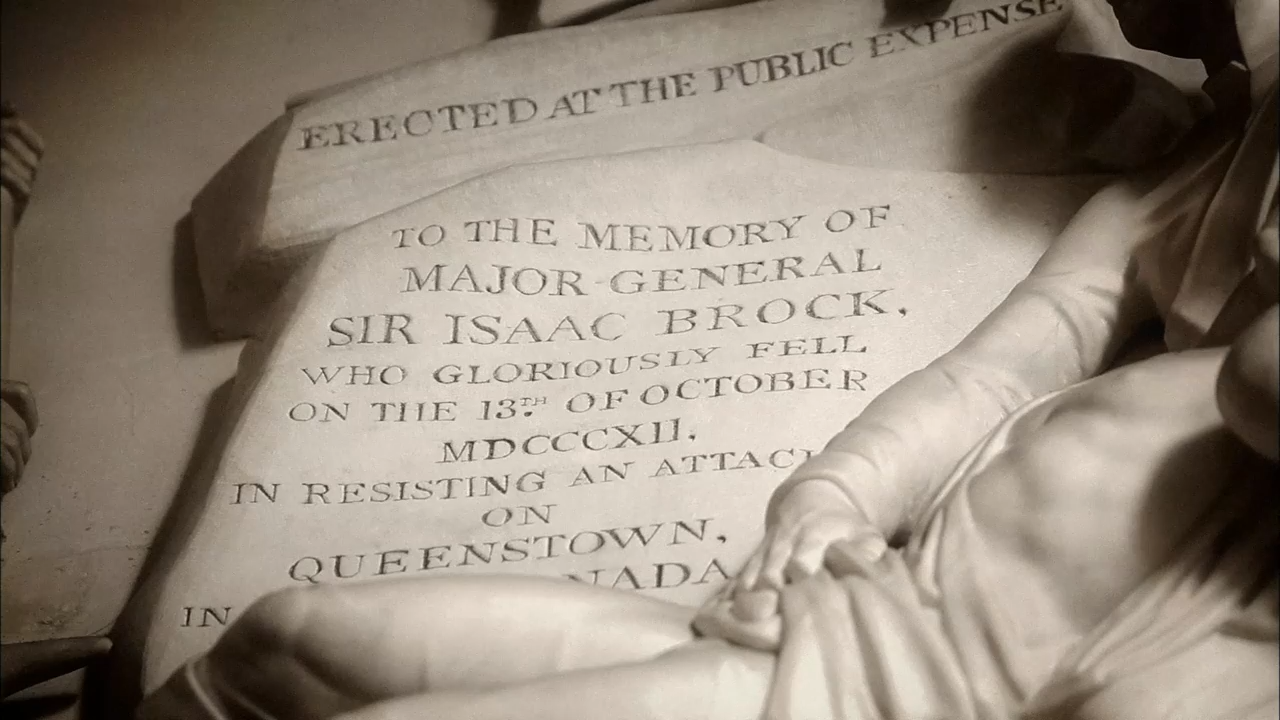 ERECTED AT THE PUBLIC EXPENSE
TO THE MEMORY OF
MAJOR GENERAL
SIR ISAAC BROCK,
WHO GLORIOUSLY FELL
ON THE 13TH OF OCTOBER
MDCCCXII,
IN RESISTING AN
ON
QUEENSTOWN,
IN